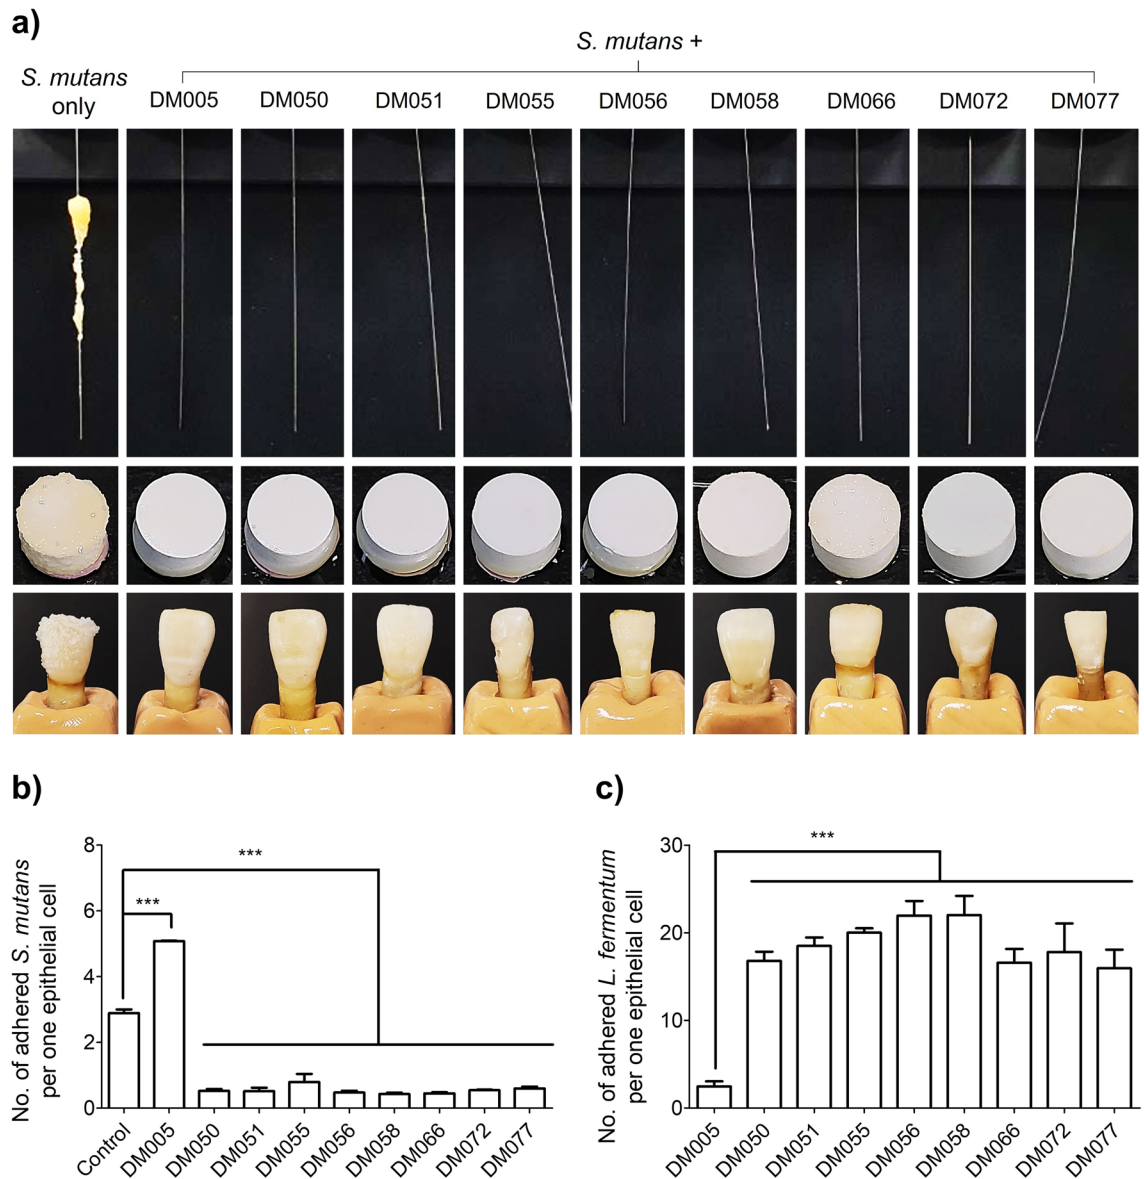 a)
S. mutans +
S. mutans
only
DM005 DM050 DM051 DM055 DM056 DM058 DM066 DM072 DM077
b)
No. of adhered S. mutans
per one epithelial cell
8
6
4
2
0
***
***
Control DM005 DM050 DM051 DM055 DM056 DM058 DM066 DM072 DM077
c)
No. of adhered L. fermentum
per one epithelial cell
30
20
10
0
***
DM005 DM050 DM051 DM055 DM056 DM058 DM066 DM072 DM077